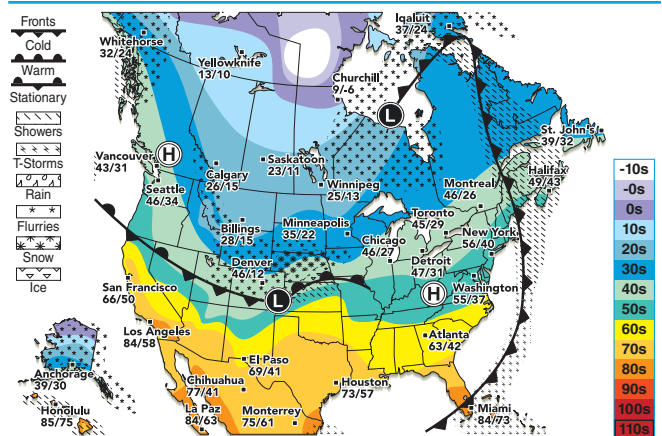 Fronts
Cold
Warm
Stationary
Showers
T-Storms
Rain
Flurries
Snow
Ice
Whitehorse
32/24
Yellowknife
13/10
Iqaluit
37/24
Churchill
9/-6
L
St. John's
39/32
Vancouver
43/31
H
Seattle
46/34
Calgary
26/15
Saskatoon
23/11
Winnipeg
25/13
Montreal
46/26
Halifax
49/43
Billings
28/15
Minneapolis
35/22
Toronto
45/29
New York
56/40
Chicago
46/27
Detroit
47/31
Denver
46/12
San Francisco
66/50
L
H
Washington
55/37
Los Angeles
84/58
Atlanta
63/42
El Paso
69/41
Anchorage
39/30
Chihuahua
77/41
Houston
73/57
Honolulu
85/75
La Paz
84/63
Monterrey
75/61
Miami
84/73
-10s
-0s
0s
10s
20s
30s
40s
50s
60s
70s
80s
90s
100s
110s